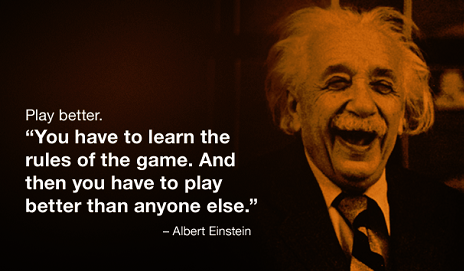 Play better.
“You have to learn the
rules of the game. And
then you have to play
better than anyone else.”
– Albert Einstein